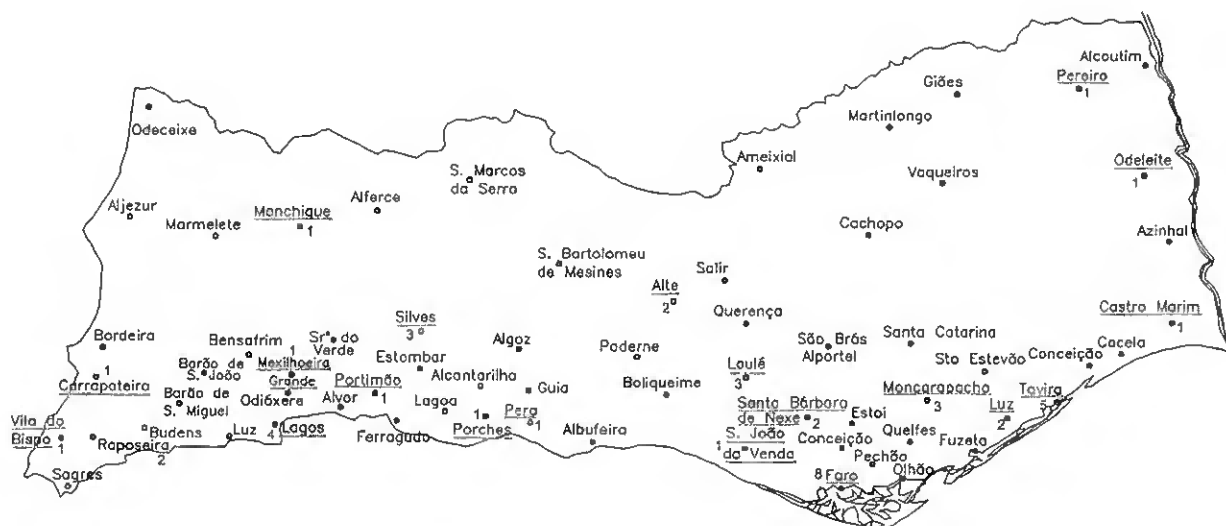 Alcoutim
Pereiro
1
Giões
Odeceixe
Martinlongo
Ameixial
S. Marcos
da Serra
Vaqueiros
Odeleite
1
Aljezur
Marmelete
Monchique
1
Alferce
Cachopo
Azinhal
S. Bartolomeu
de Mesines
Salir
Alte
2
Querença
Castro Marim
1
Silves
3
Bordeira
Bensafrim
Sr.ª do
Verde
Algoz
Paderne
São Brás
Alportel
Santa Catarina
Sto Estevão
Conceição
Cacela
1
Carrapateira
Barão de
S. João
1
Mexilhoeira
Grande
Estombar
Alcantarilha
Guia
Boliqueime
Loulé
3
Moncarapacho
3
Tavira
5
Barão de
S. Miguel
Odiáxere
Portimão
1
Alvor
Lagoa
1
Porches
Pera
1
Santa Bárbara
de Nexe
2
Estoi
Luz
2
Vila do
Bispo
1
Raposeira
Budens
2
Luz
4
Lagos
Ferragudo
Albufeira
S. João
da Venda
1
Conceição
Quelfes
Fuzeta
Pechão
Sagres
8 Faro
Olhão